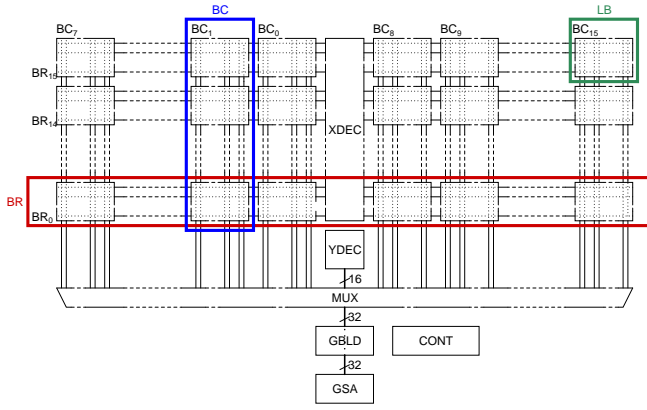 BC LB
BC7 BC1 BC0 BC8 BC9 BC15
BR15
BR14
XDEC
BR
BR0
YDEC
16
MUX
32
GBLD CONT
32
GSA